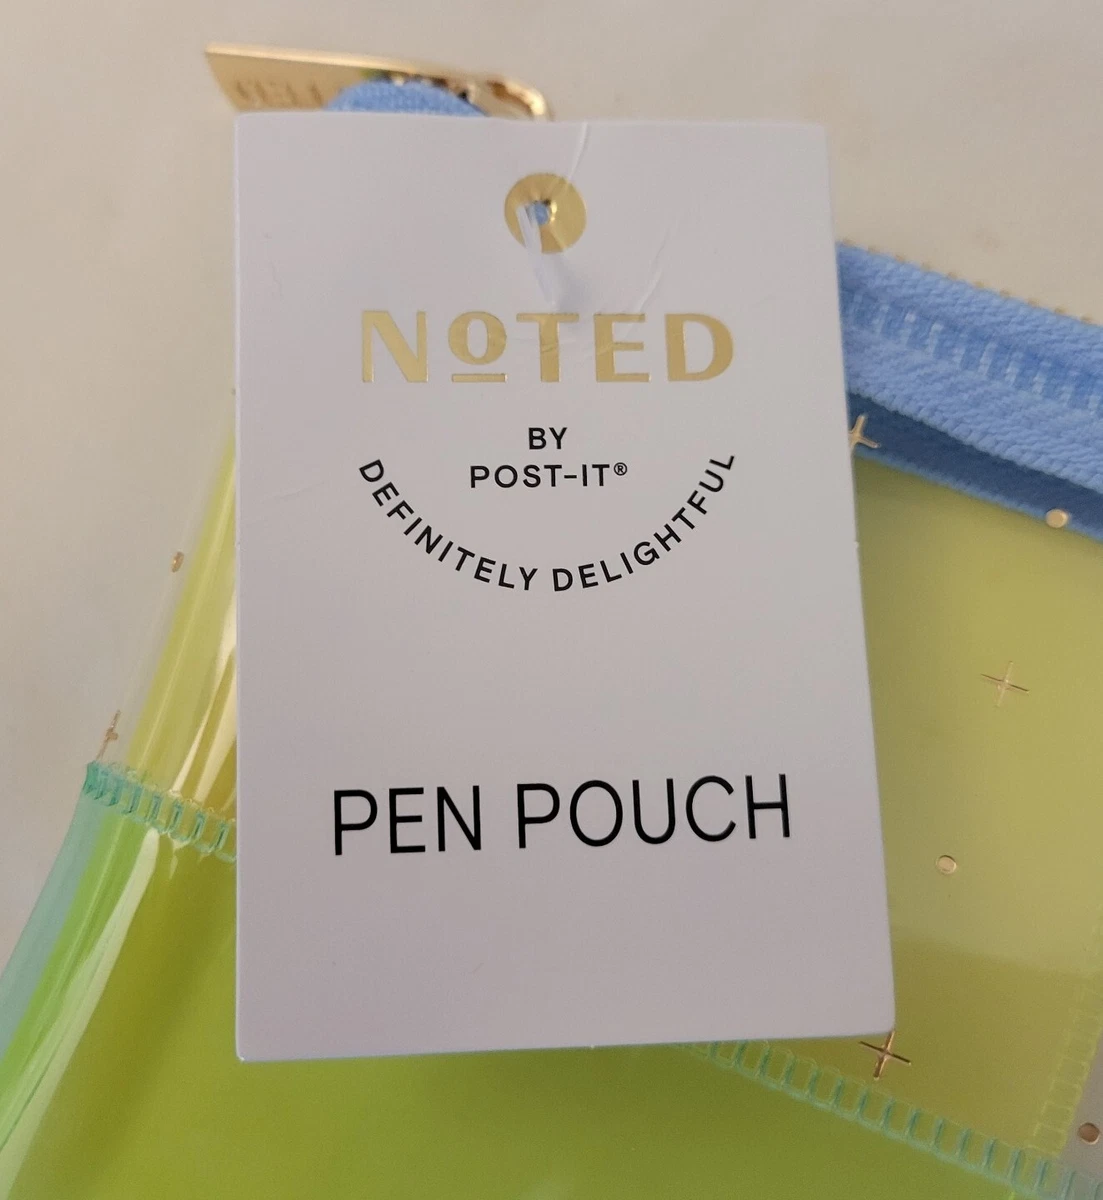 NoTED
BY
POST-IT®
DEFINITELY DELIGHTFUL
PEN POUCH